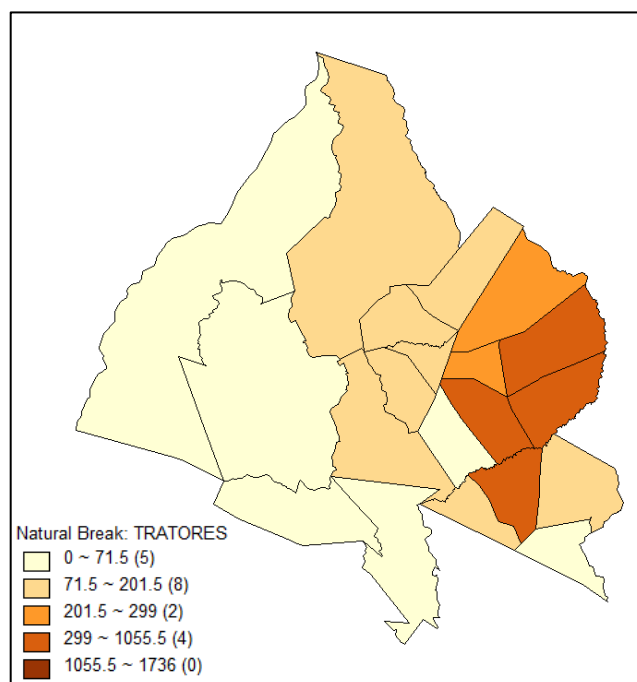 Natural Break: TRATORES
0 ~ 71.5 (5)
71.5 ~ 201.5 (8)
201.5 ~ 299 (2)
299 ~ 1055.5 (4)
1055.5 ~ 1736 (0)